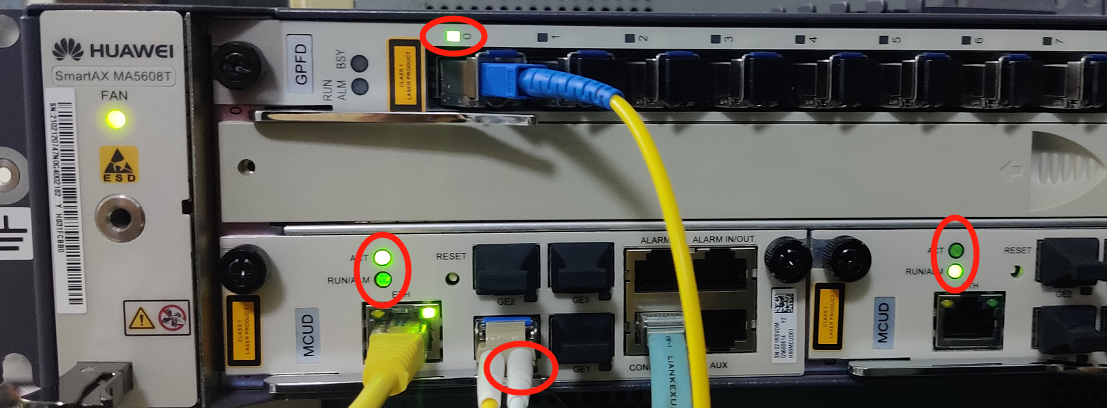 HUAWEI
SmartAX MA5608T
FAN
ESD
GPFD
RUN
ALM
BSY
CLASS 1
LASER PRODUCT
0
1
2
3
4
5
6
7
0
ACT
RUN/ALM
ETH
RESET
MCUD
CLASS 1
LASER PRODUCT
GE2
GE3
GE1
ALARM
ALARM IN/OUT
CON
AUX
LIANKEXU
ACT
RUN/ALM
ETH
RESET
MCUD
CLASS 1
LASER PRODUCT
GE2